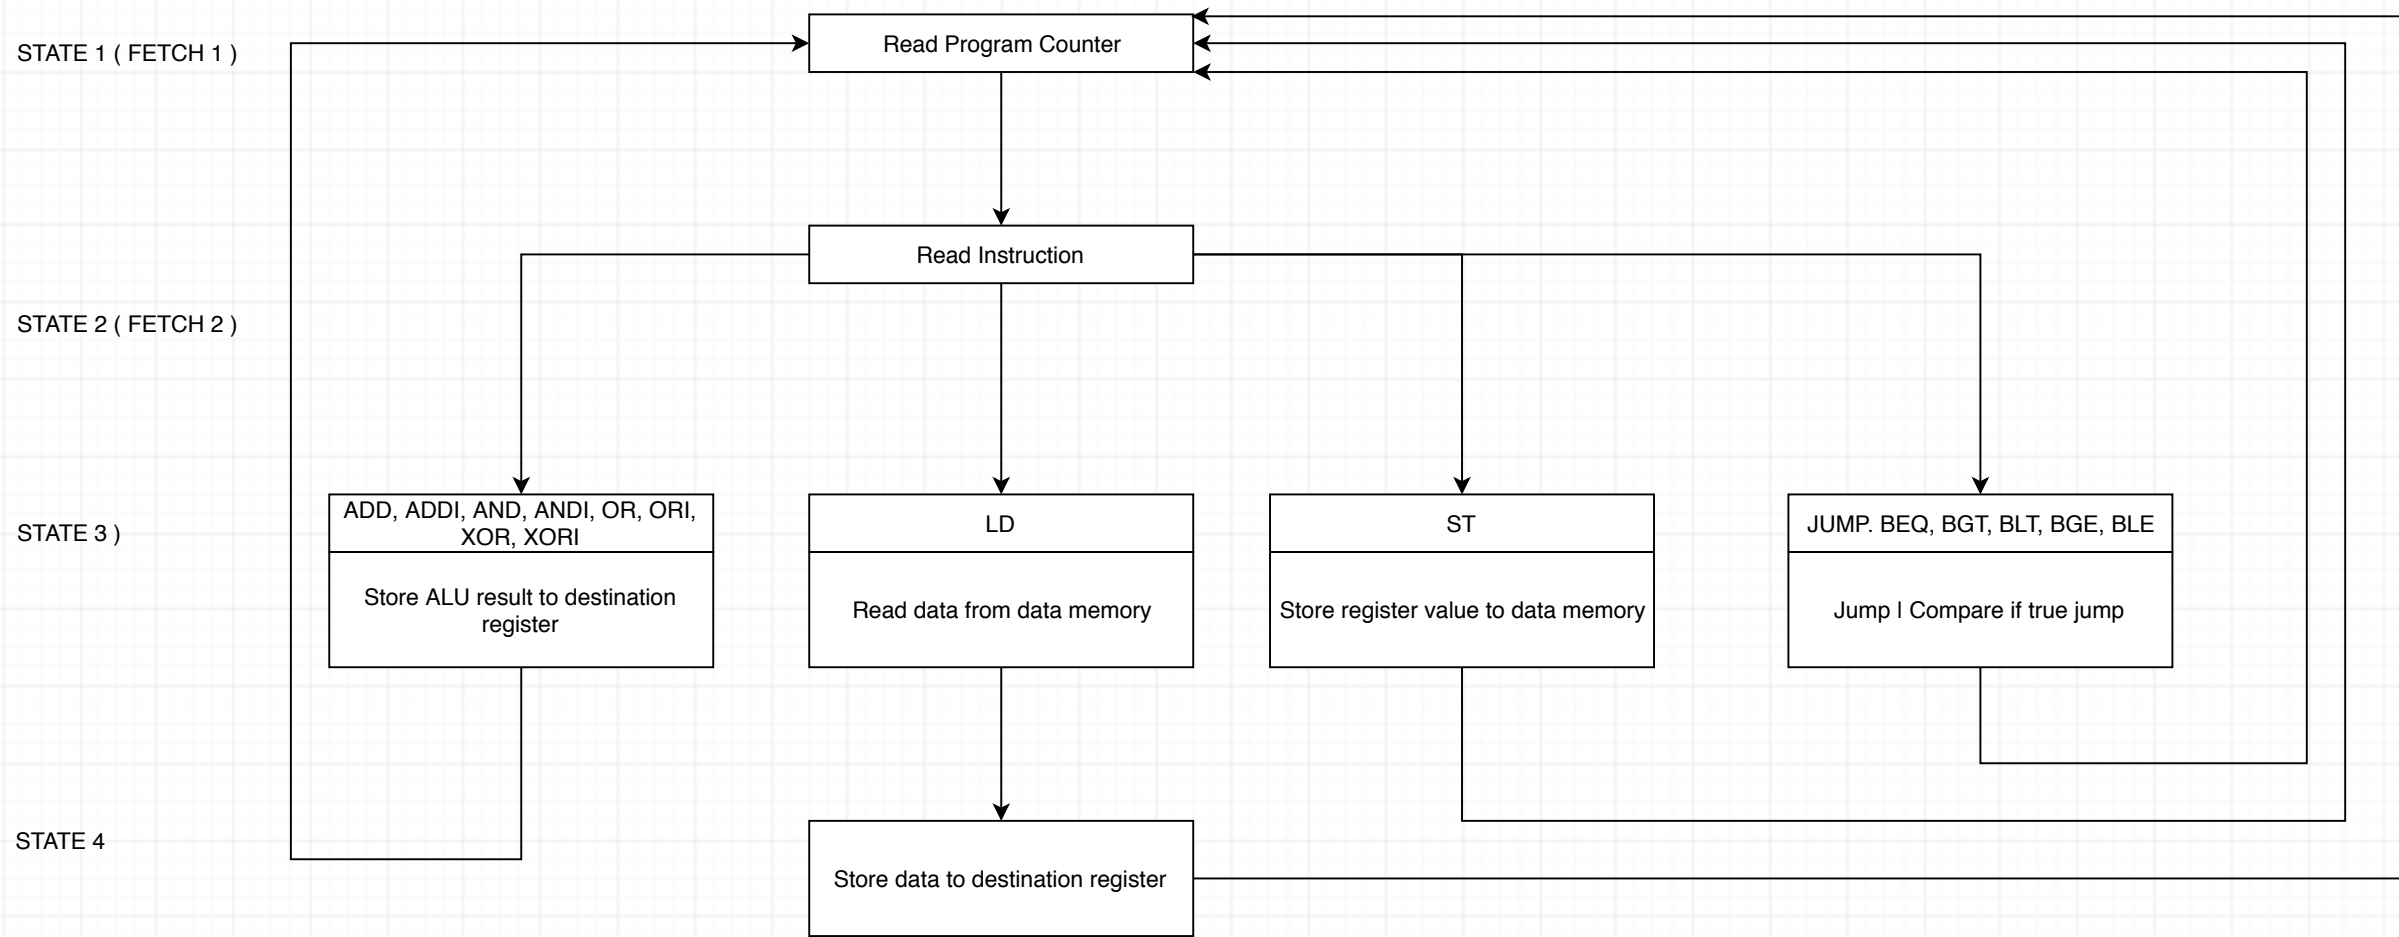 Read Program Counter
STATE 1 ( FETCH 1 )
Read Instruction
STATE 2 ( FETCH 2 )
ADD, ADDI, AND, ANDI, OR, ORI,
XOR, XORI
LD
ST
JUMP. BEQ, BGT, BLT, BGE, BLE
STATE 3 )
Store ALU result to destination
register
Read data from data memory
Store register value to data memory
Jump | Compare if true jump
STATE 4
Store data to destination register